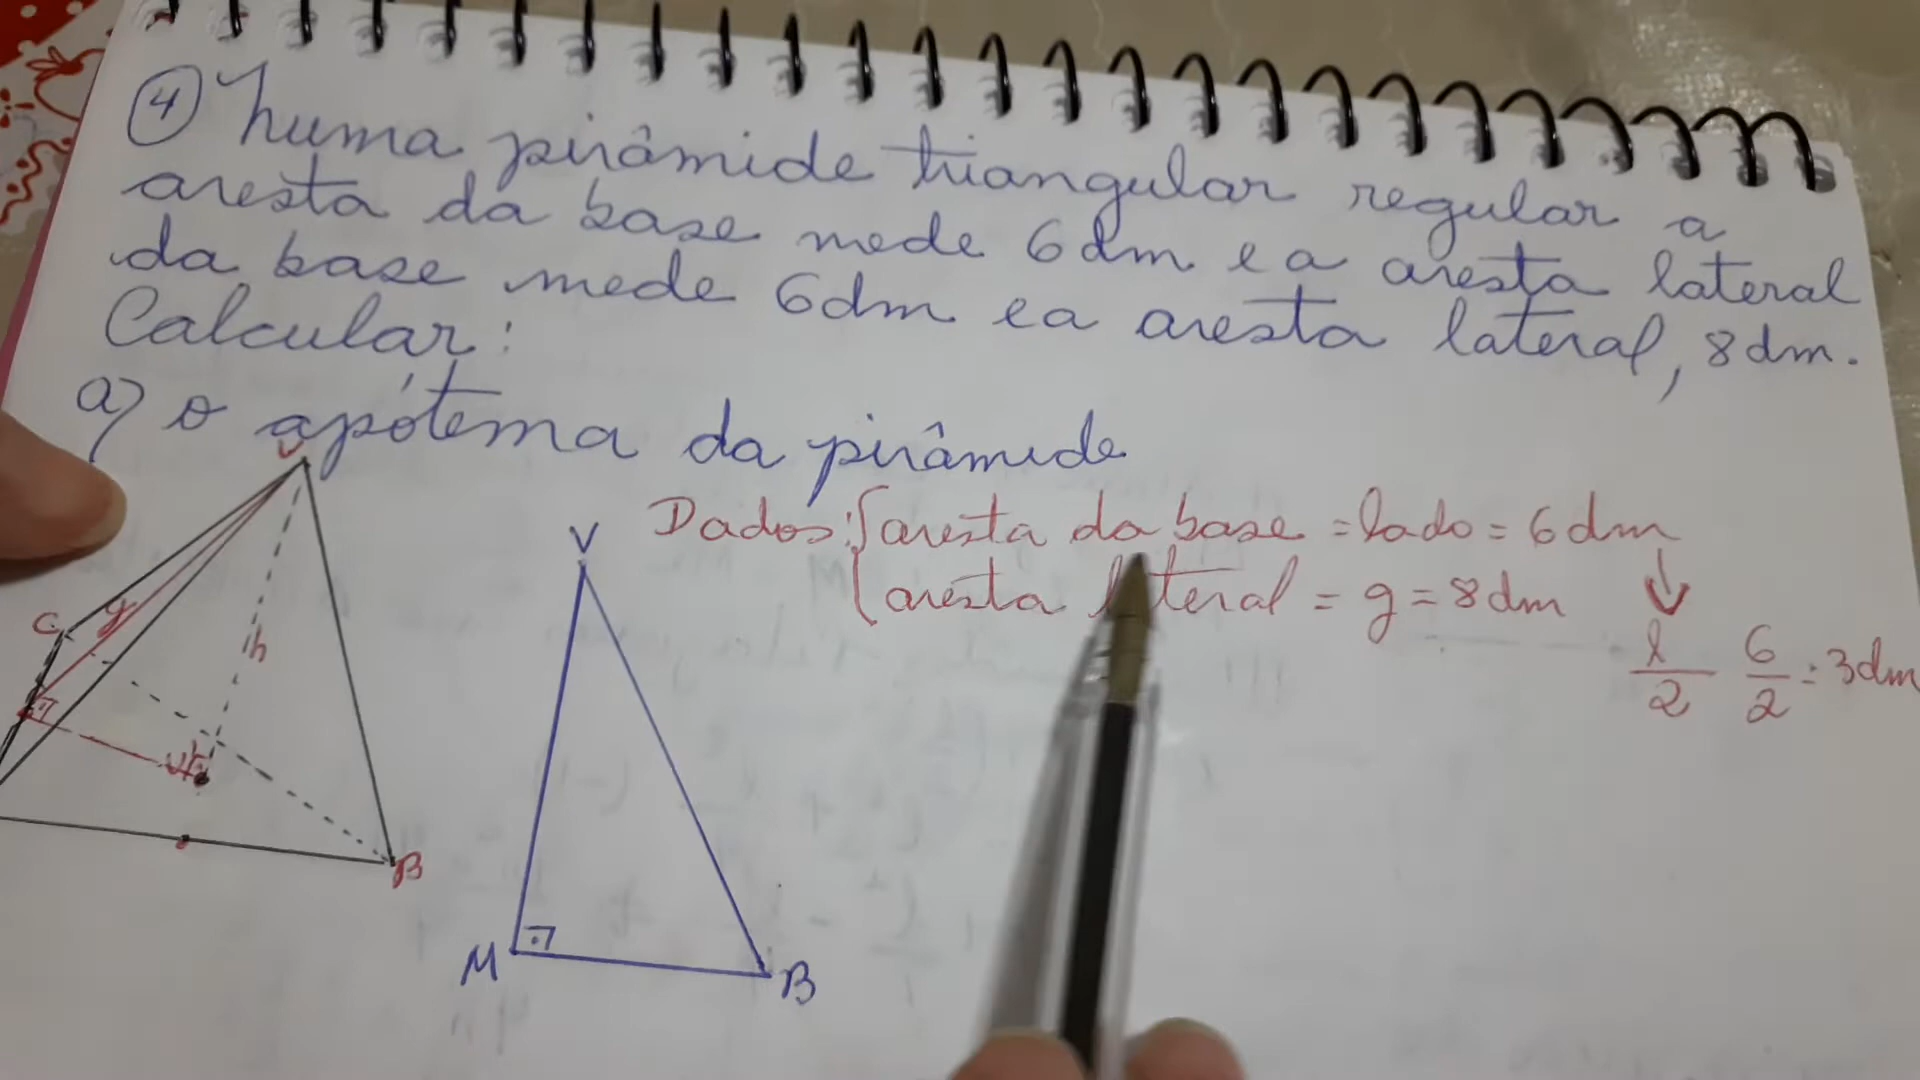 ④ Numa pirâmide triangular regular a
aresta da base mede 6dm e a aresta lateral
da base mede 6dm e a aresta lateral, 8dm.
Calcular:
a) o apótema da pirâmide
Dados: { aresta da base = lado = 6dm
aresta lateral = g = 8dm
l/2 6/2 = 3dm
V
C
g
h
B
V
M
B